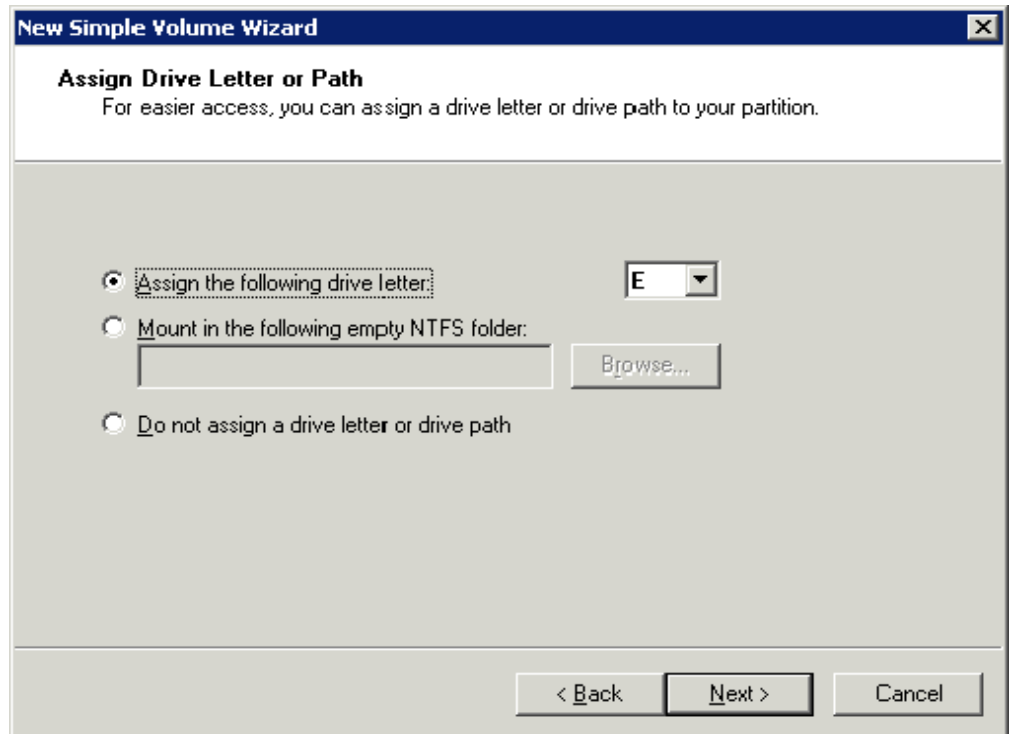 New Simple Volume Wizard
Assign Drive Letter or Path
For easier access, you can assign a drive letter or drive path to your partition.
Assign the following drive letter: E
Mount in the following empty NTFS folder:
Browse...
Do not assign a drive letter or drive path
< Back Next > Cancel